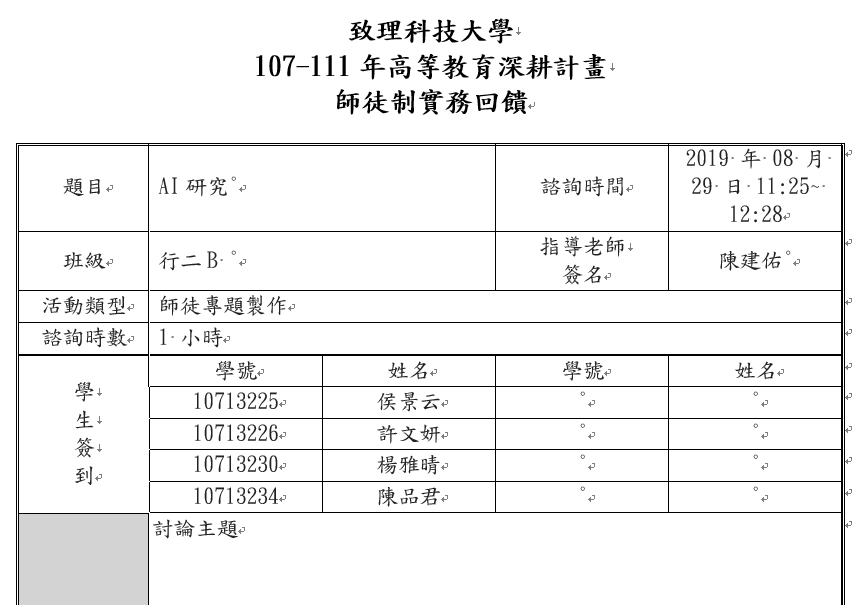 致理科技大學
107-111 年高等教育深耕計畫
師徒制實務回饋
題目 AI 研究 諮詢時間 2019 年 08 月 29 日 11:25~12:28
班級 行二 B 指導老師簽名 陳建佑
活動類型 師徒專題製作
諮詢時數 1 小時
學生簽到 學號 姓名 學號 姓名
10713225 侯景云
10713226 許文妍
10713230 楊雅晴
10713234 陳品君
討論主題